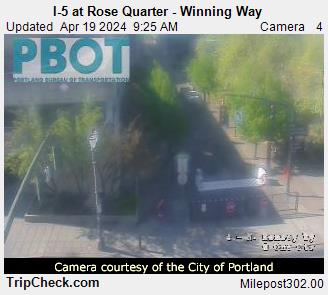 I-5 at Rose Quarter - Winning Way
Updated Apr 19 2024 9:25 AM Camera 4
PBOT
PORTLAND BUREAU OF TRANSPORTATION
Camera courtesy of the City of Portland
TripCheck.com Milepost302.00